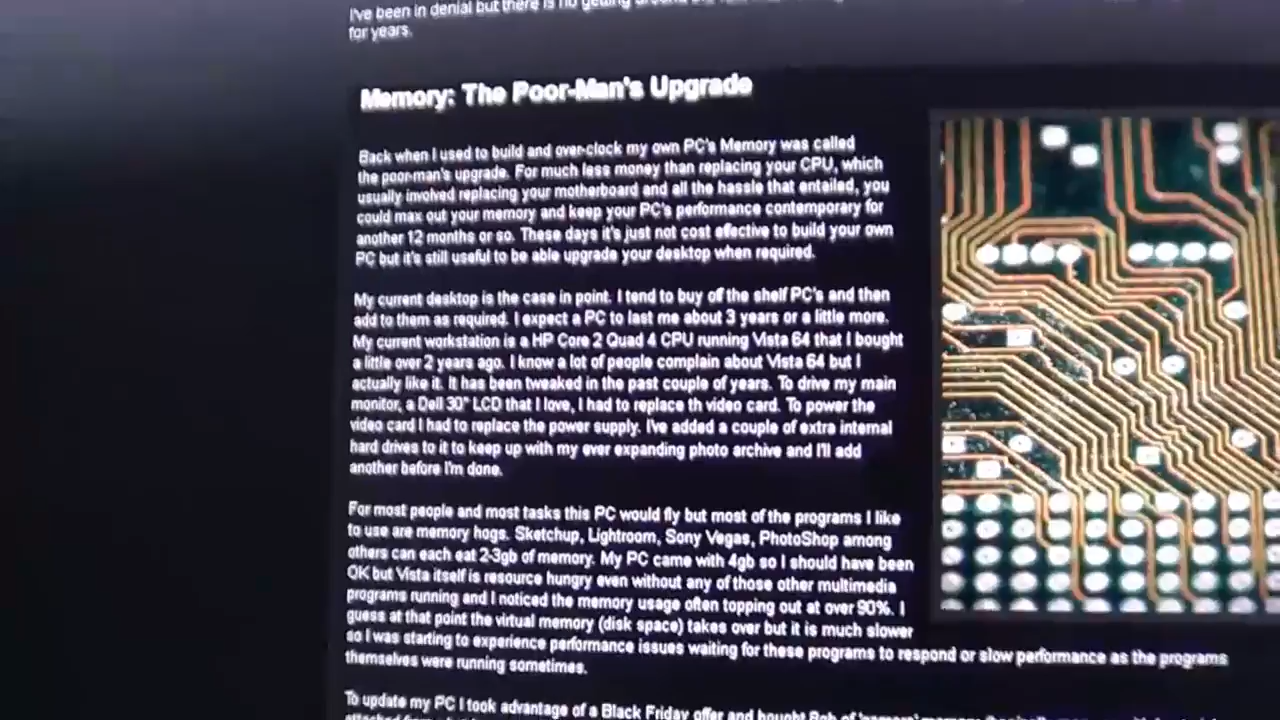 I've been in denial but there is no getting
for years.
Memory: The Poor-Man's Upgrade
Back when I used to build and over-clock my own PC's Memory was called
the poor-man's upgrade. For much less money than replacing your CPU, which
usually involved replacing your motherboard and all the hassle that entailed, you
could max out your memory and keep your PC's performance contemporary for
another 12 months or so. These days it's just not cost effective to build your own
PC but it's still useful to be able upgrade your desktop when required.
My current desktop is the case in point. I tend to buy of the shelf PC's and then
add to them as required. I expect a PC to last me about 3 years or a little more.
My current workstation is a HP Core 2 Quad 4 CPU running Vista 64 that I bought
a little over 2 years ago. I know a lot of people complain about Vista 64 but I
actually like it. It has been tweaked in the past couple of years. To drive my main
monitor, a Dell 30" LCD that I love, I had to replace th video card. To power the
video card I had to replace the power supply. I've added a couple of extra internal
hard drives to it to keep up with my ever expanding photo archive and I'll add
another before I'm done.
For most people and most tasks this PC would fly but most of the programs I like
to use are memory hogs. Sketchup, Lightroom, Sony Vegas, PhotoShop among
others can each eat 2-3gb of memory. My PC came with 4gb so I should have been
OK but Vista itself is resource hungry even without any of those other multimedia
programs running and I noticed the memory usage often topping out at over 90%. I
guess at that point the virtual memory (disk space) takes over but it is much slower
so I was starting to experience performance issues waiting for these programs to respond or slow performance as the programs
themselves were running sometimes.
To update my PC I took advantage of a Black Friday offer and bought